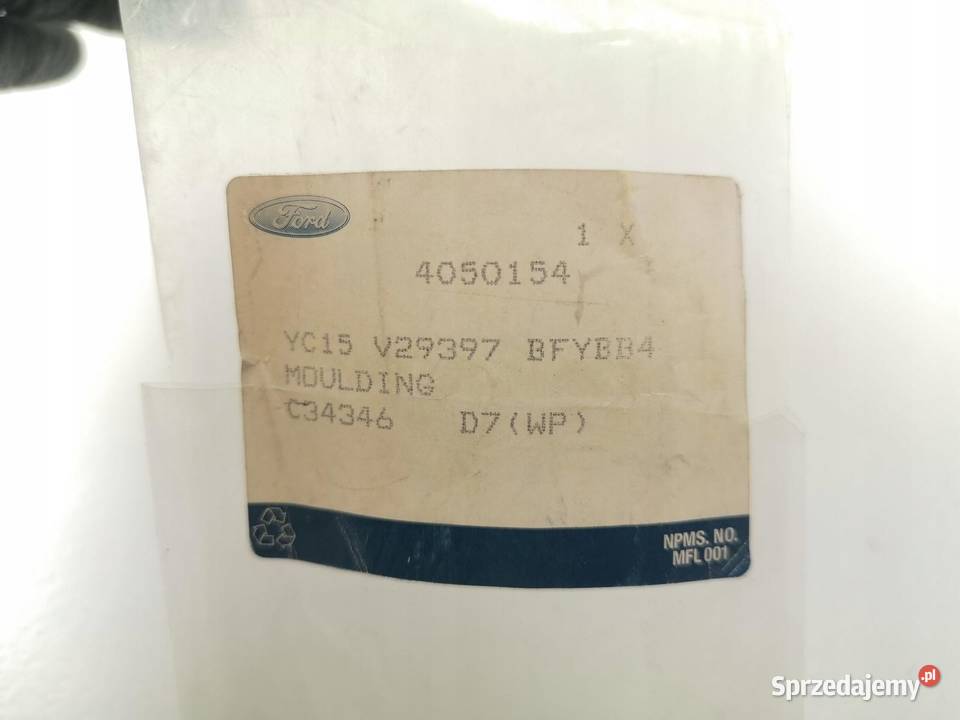 Ford
1 X
4050154
YC15 V29397 BFYBB4
MOULDING
C34346 D7(WP)
NPMS. NO.
MFL 001
Sprzedajemy.pl